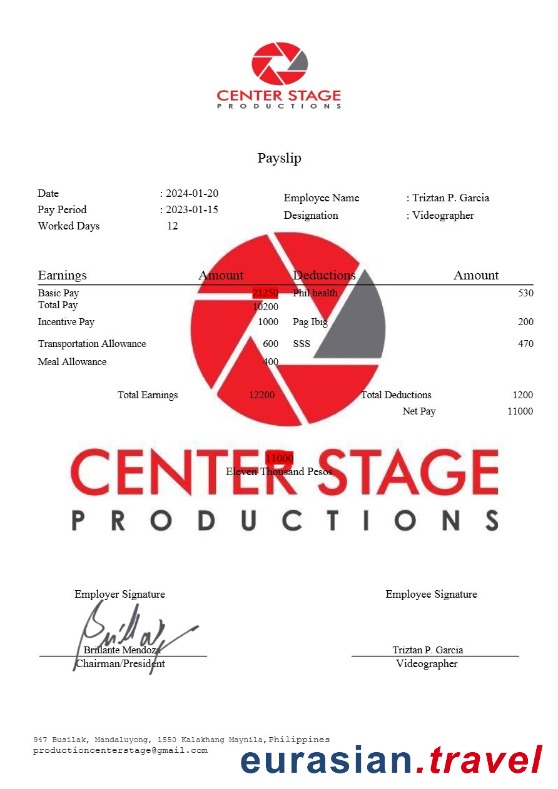 CENTER STAGE
PRODUCTIONS
Payslip
Date : 2024-01-20
Pay Period : 2023-01-15
Worked Days 12
Employee Name : Triztan P. Garcia
Designation : Videographer
Earnings Amount Deductions Amount
Basic Pay 21250 Phil health 530
Total Pay 10200
Incentive Pay 1000 Pag Ibig 200
Transportation Allowance 600 SSS 470
Meal Allowance 400
Total Earnings 12200 Total Deductions 1200
Net Pay 11000
11000
Eleven Thousand Pesos
CENTER STAGE
PRODUCTIONS
Employer Signature Employee Signature
Brillante Mendoza Triztan P. Garcia
Chairman/President Videographer
947 Busilak, Mandaluyong, 1550 Kalakhang Maynila, Philippines
productioncenterstage@gmail.com
eurasian.travel